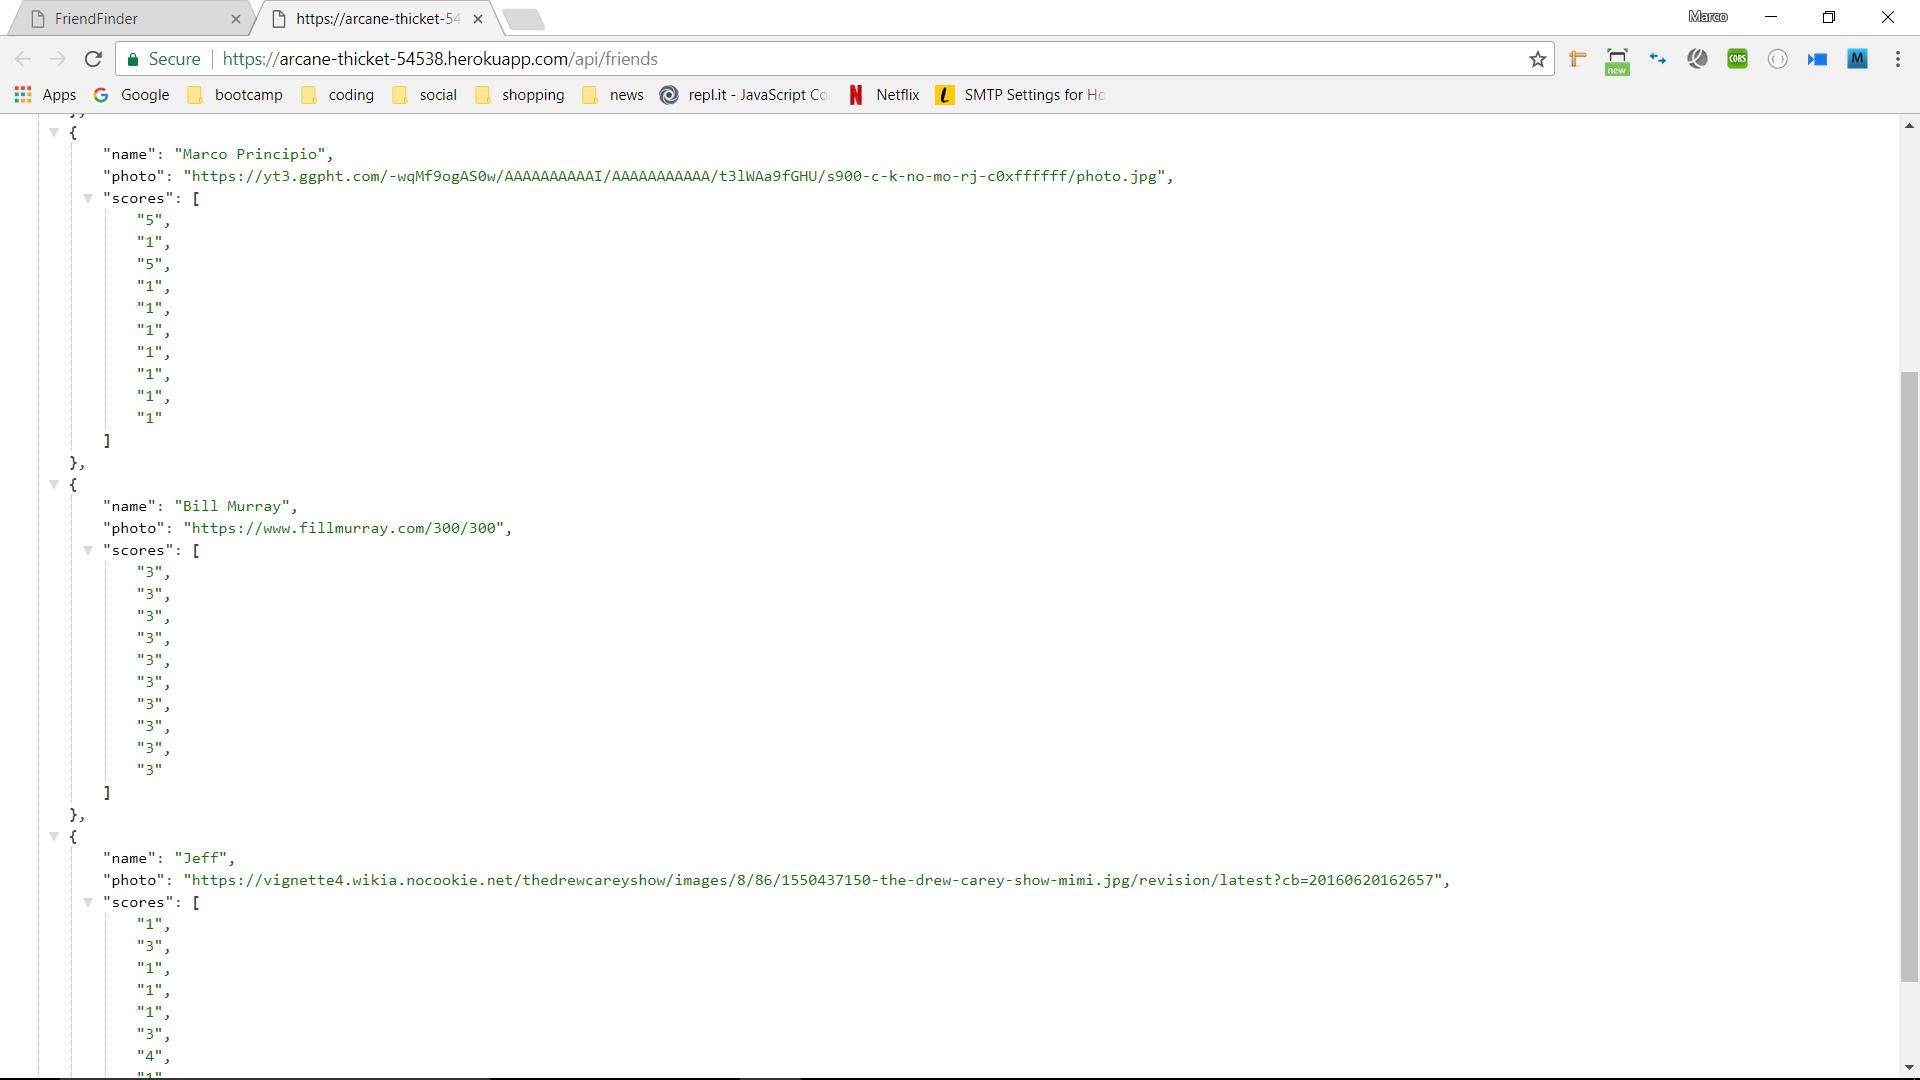 FriendFinder
https://arcane-thicket-54
Marco
Secure
https://arcane-thicket-54538.herokuapp.com/api/friends
new
CORS
M
Apps
Google
bootcamp
coding
social
shopping
news
repl.it - JavaScript Co
Netflix
SMTP Settings for Ho
},
{
"name": "Marco Principio",
"photo": "https://yt3.ggpht.com/-wqMf9ogAS0w/AAAAAAAAAAI/AAAAAAAAAAA/t3lWAa9fGHU/s900-c-k-no-mo-rj-c0xffffff/photo.jpg",
"scores": [
"5",
"1",
"5",
"1",
"1",
"1",
"1",
"1",
"1",
"1"
]
},
{
"name": "Bill Murray",
"photo": "https://www.fillmurray.com/300/300",
"scores": [
"3",
"3",
"3",
"3",
"3",
"3",
"3",
"3",
"3",
"3"
]
},
{
"name": "Jeff",
"photo": "https://vignette4.wikia.nocookie.net/thedrewcareyshow/images/8/86/1550437150-the-drew-carey-show-mimi.jpg/revision/latest?cb=20160620162657",
"scores": [
"1",
"3",
"1",
"1",
"1",
"3",
"4",
"1",